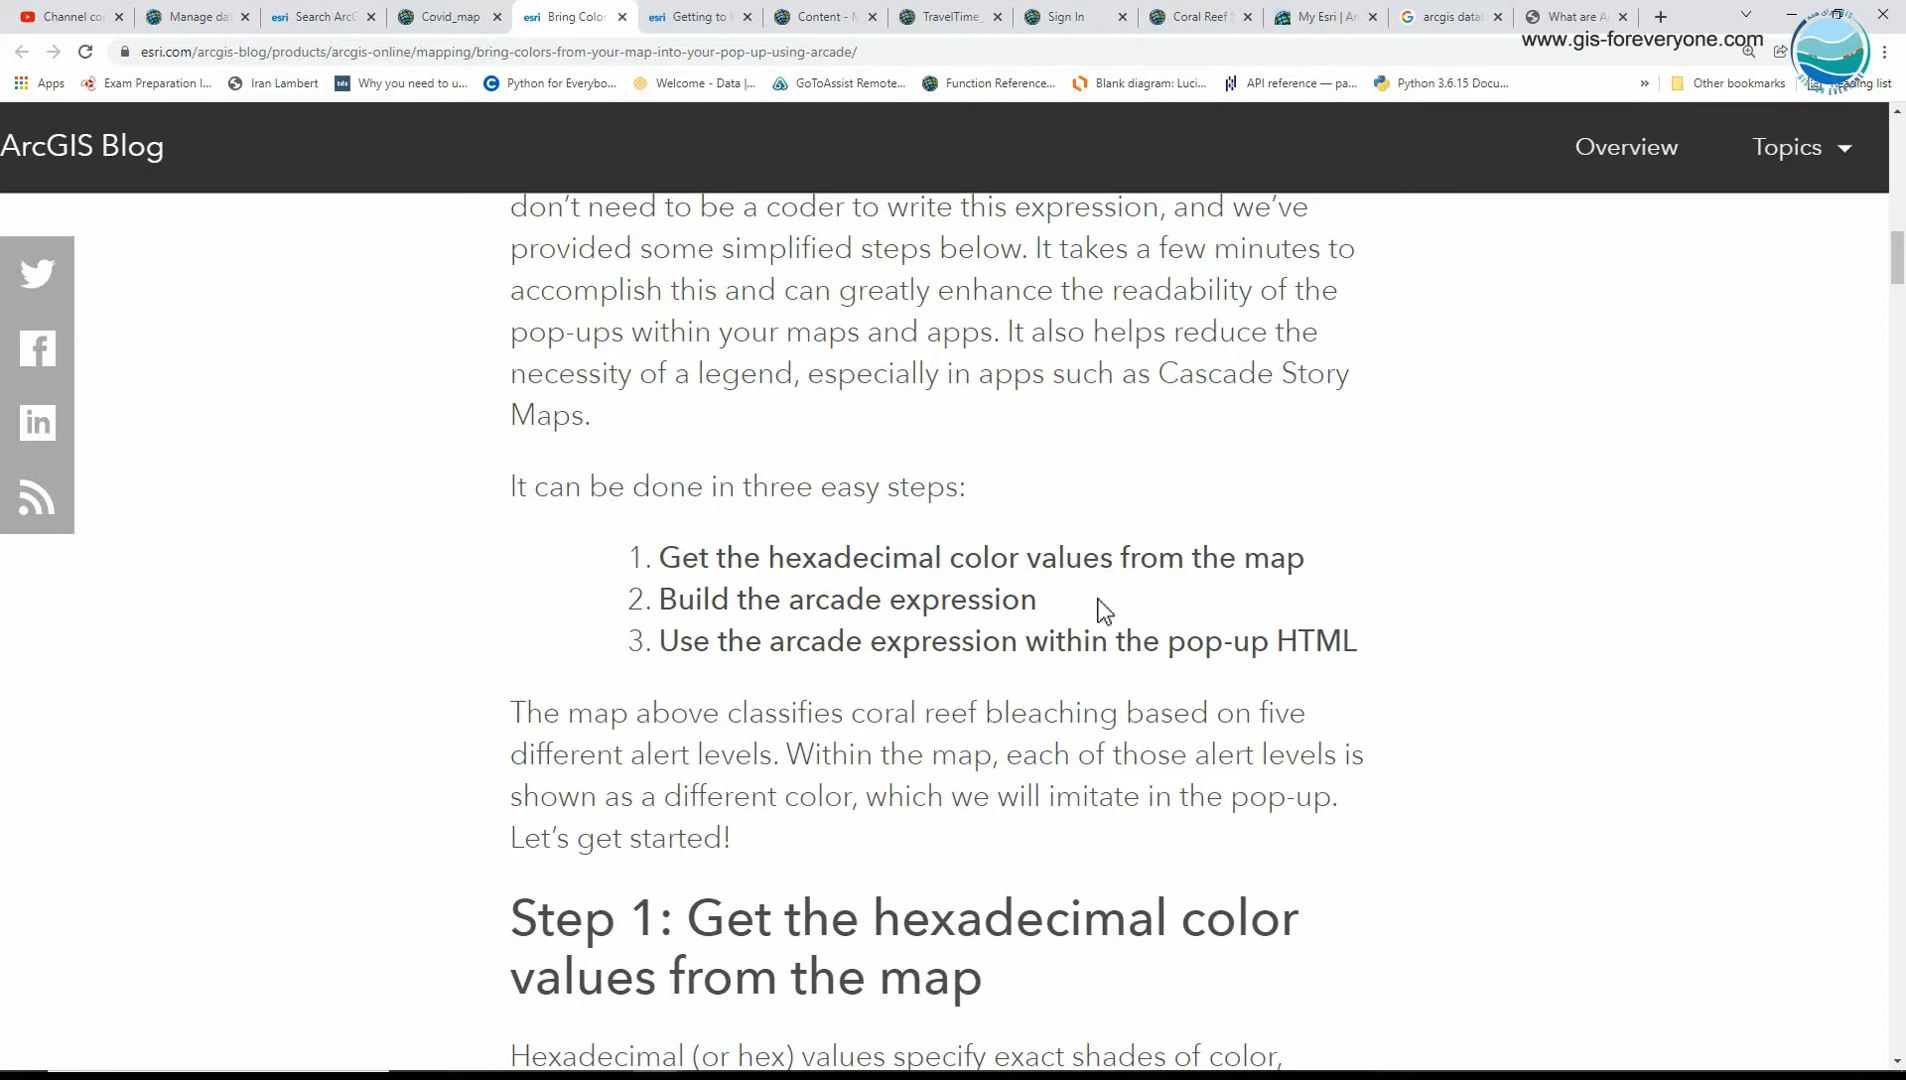 Channel co
Manage da
Search ArcG
Covid_map
esri Bring Colo
esri Getting to
Content - M
TravelTime_
Sign In
Coral Reef S
My Esri | Ar
arcgis datab
What are A
www.gis-foreveryone.com
esri.com/arcgis-blog/products/arcgis-online/mapping/bring-colors-from-your-map-into-your-pop-up-using-arcade/
Apps
Exam Preparation I...
Iran Lambert
Why you need to u...
Python for Everybo...
Welcome - Data |...
GoToAssist Remote...
Function Reference...
Blank diagram: Luci...
API reference — pa...
Python 3.6.15 Docu...
Other bookmarks
ArcGIS Blog
Overview
Topics
don't need to be a coder to write this expression, and we've
provided some simplified steps below. It takes a few minutes to
accomplish this and can greatly enhance the readability of the
pop-ups within your maps and apps. It also helps reduce the
necessity of a legend, especially in apps such as Cascade Story
Maps.
It can be done in three easy steps:
1. Get the hexadecimal color values from the map
2. Build the arcade expression
3. Use the arcade expression within the pop-up HTML
The map above classifies coral reef bleaching based on five
different alert levels. Within the map, each of those alert levels is
shown as a different color, which we will imitate in the pop-up.
Let's get started!
Step 1: Get the hexadecimal color
values from the map
Hexadecimal (or hex) values specify exact shades of color,